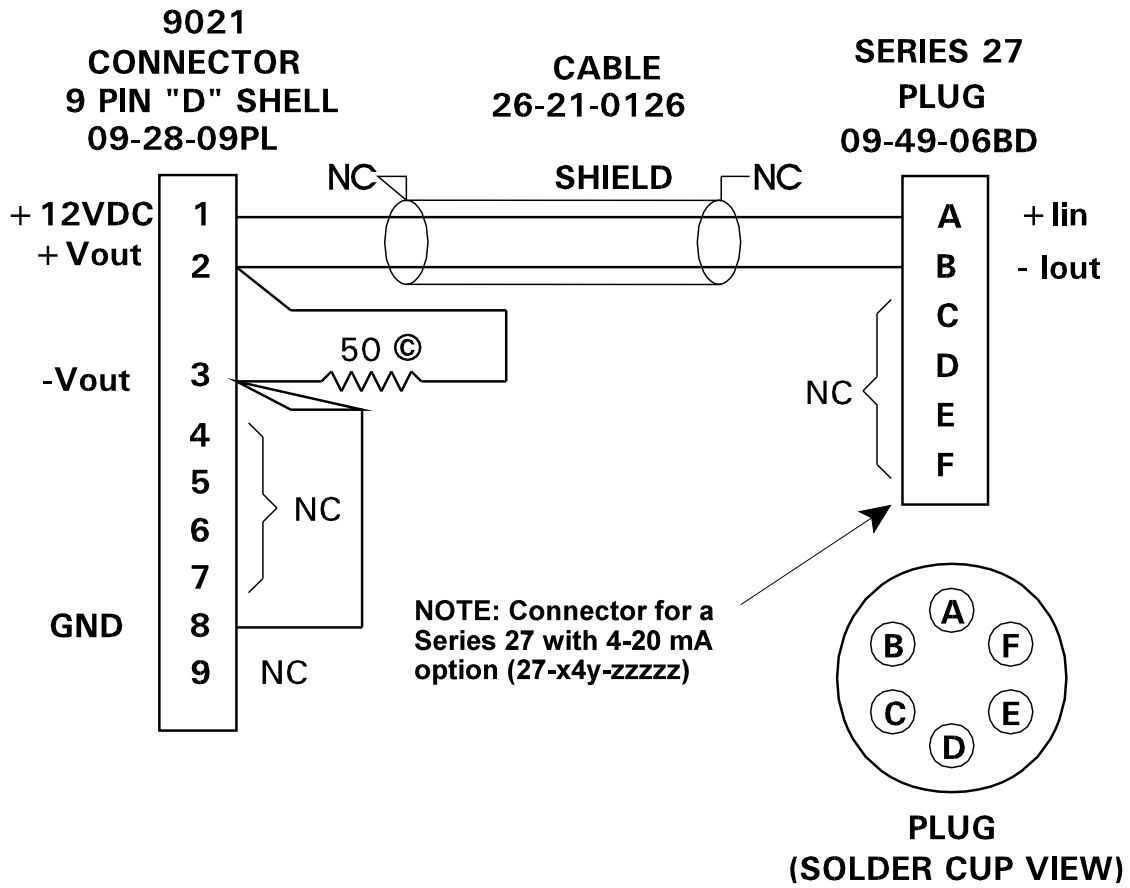 9021
CONNECTOR
9 PIN "D" SHELL
09-28-09PL
CABLE
26-21-0126
SERIES 27
PLUG
09-49-06BD
NC
SHIELD
NC
+ 12VDC
1
A
+ Iin
+ Vout
2
B
- Iout
C
50 ©
D
-Vout
3
NC
E
4
F
5
NC
6
7
GND
8
9
NC
NOTE: Connector for a
Series 27 with 4-20 mA
option (27-x4y-zzzzz)
A
B
F
C
E
D
PLUG
(SOLDER CUP VIEW)